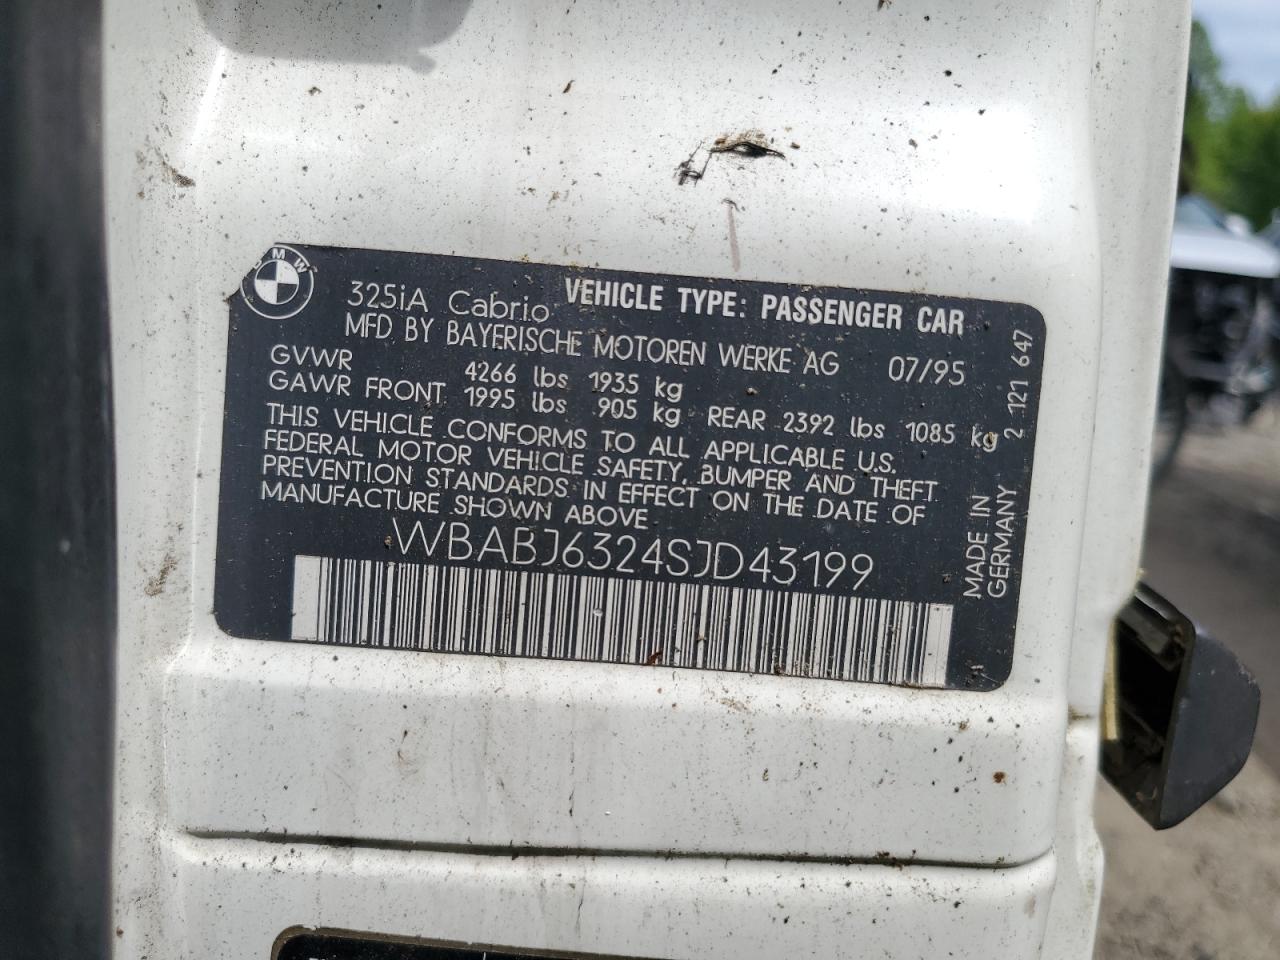 BMW
325iA Cabrio VEHICLE TYPE: PASSENGER CAR
MFD BY BAYERISCHE MOTOREN WERKE AG 07/95
GVWR 4266 lbs 1935 kg
GAWR FRONT 1995 lbs 905 kg REAR 2392 lbs 1085 kg
THIS VEHICLE CONFORMS TO ALL APPLICABLE U.S.
FEDERAL MOTOR VEHICLE SAFETY, BUMPER AND THEFT
PREVENTION STANDARDS IN EFFECT ON THE DATE OF
MANUFACTURE SHOWN ABOVE
WBABJ6324SJD43199
MADE IN
GERMANY
2 121 647